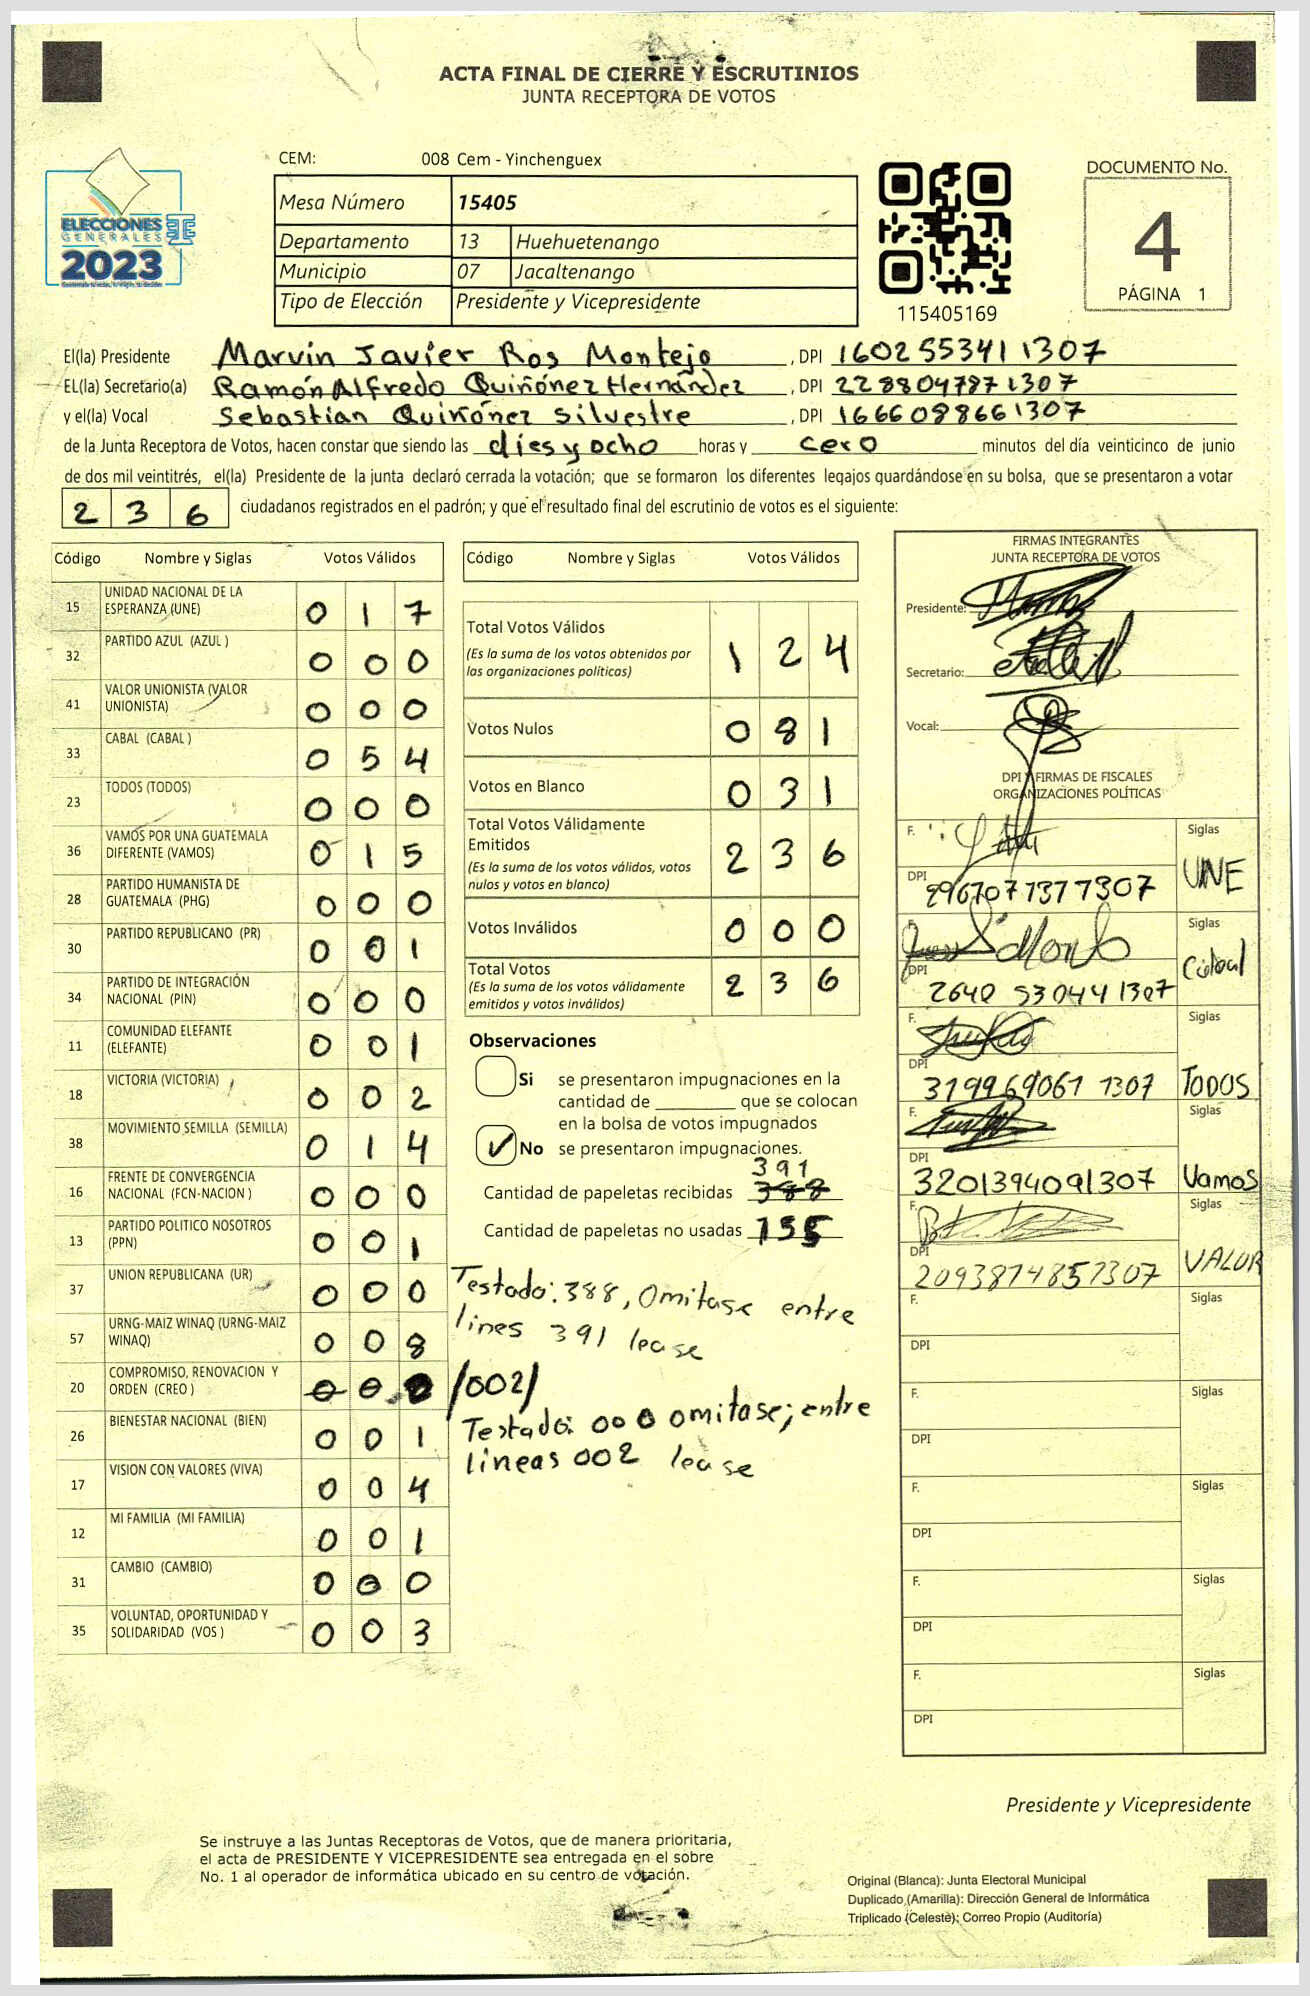 ACTA FINAL DE CIERRE Y ESCRUTINIOS
JUNTA RECEPTORA DE VOTOS
ELECCIONES
GENERALES
2023
CEM: 008 Cem - Yinchenguex
Mesa Número 15405
Departamento 13 Huehuetenango
Municipio 07 Jacaltenango
Tipo de Elección Presidente y Vicepresidente
115405169
DOCUMENTO No.
4
PÁGINA 1
El(la) Presidente Marvin Javier Ros Montejo , DPI 1602553411307
EL(la) Secretario(a) Ramón Alfredo Quiñónez Hernández , DPI 2288047871307
y el(la) Vocal Sebastian Quiñónez Silvestre , DPI 1666088661307
de la Junta Receptora de Votos, hacen constar que siendo las dies y ocho horas y cero minutos del día veinticinco de junio
de dos mil veintitrés, el(la) Presidente de la junta declaró cerrada la votación; que se formaron los diferentes legajos guardándose en su bolsa, que se presentaron a votar
2 3 6 ciudadanos registrados en el padrón; y que el resultado final del escrutinio de votos es el siguiente:
Código Nombre y Siglas Votos Válidos
15 UNIDAD NACIONAL DE LA
ESPERANZA (UNE) 0 1 7
32 PARTIDO AZUL (AZUL ) 0 0 0
41 VALOR UNIONISTA (VALOR
UNIONISTA) 0 0 0
33 CABAL (CABAL ) 0 5 4
23 TODOS (TODOS) 0 0 0
36 VAMOS POR UNA GUATEMALA
DIFERENTE (VAMOS) 0 1 5
28 PARTIDO HUMANISTA DE
GUATEMALA (PHG) 0 0 0
30 PARTIDO REPUBLICANO (PR) 0 0 1
34 PARTIDO DE INTEGRACIÓN
NACIONAL (PIN) 0 0 0
11 COMUNIDAD ELEFANTE
(ELEFANTE) 0 0 1
18 VICTORIA (VICTORIA) 0 0 2
38 MOVIMIENTO SEMILLA (SEMILLA) 0 1 4
16 FRENTE DE CONVERGENCIA
NACIONAL (FCN-NACION ) 0 0 0
13 PARTIDO POLITICO NOSOTROS
(PPN) 0 0 1
37 UNION REPUBLICANA (UR) 0 0 0
57 URNG-MAIZ WINAQ (URNG-MAIZ
WINAQ) 0 0 8
20 COMPROMISO, RENOVACION Y
ORDEN (CREO ) 0 0 /002/
26 BIENESTAR NACIONAL (BIEN) 0 0 1
17 VISION CON VALORES (VIVA) 0 0 4
12 MI FAMILIA (MI FAMILIA) 0 0 1
31 CAMBIO (CAMBIO) 0 0 0
35 VOLUNTAD, OPORTUNIDAD Y
SOLIDARIDAD (VOS ) 0 0 3
Código Nombre y Siglas Votos Válidos
Total Votos Válidos 1 2 4
(Es la suma de los votos obtenidos por
las organizaciones políticas)
Votos Nulos 0 8 1
Votos en Blanco 0 3 1
Total Votos Válidamente
Emitidos 2 3 6
(Es la suma de los votos válidos, votos
nulos y votos en blanco)
Votos Inválidos 0 0 0
Total Votos 2 3 6
(Es la suma de los votos válidamente
emitidos y votos inválidos)
Observaciones
Si se presentaron impugnaciones en la
cantidad de ________ que se colocan
en la bolsa de votos impugnados
✓ No se presentaron impugnaciones.
391
Cantidad de papeletas recibidas 388
Cantidad de papeletas no usadas 155
Testado: 388, Omitase entre
lines 391 lease
Testado: 000 omitase; entre
lineas 002 lease
FIRMAS INTEGRANTES
JUNTA RECEPTORA DE VOTOS
Presidente:
Secretario:
Vocal:
DPI Y FIRMAS DE FISCALES
ORGANIZACIONES POLÍTICAS
F. Siglas
DPI 2967071377307 UNE
F. Siglas
DPI 2640 53044 1307 Cabal
F. Siglas
DPI 319969061 1307 TODOS
F. Siglas
DPI 3201394091307 Vamos
F. Siglas
DPI 2093874857307 VALOR
F. Siglas
DPI
F. Siglas
DPI
F. Siglas
DPI
F. Siglas
DPI
F. Siglas
DPI
Presidente y Vicepresidente
Se instruye a las Juntas Receptoras de Votos, que de manera prioritaria,
el acta de PRESIDENTE Y VICEPRESIDENTE sea entregada en el sobre
No. 1 al operador de informática ubicado en su centro de votación.
Original (Blanca): Junta Electoral Municipal
Duplicado (Amarilla): Dirección General de Informática
Triplicado (Celeste): Correo Propio (Auditoría)